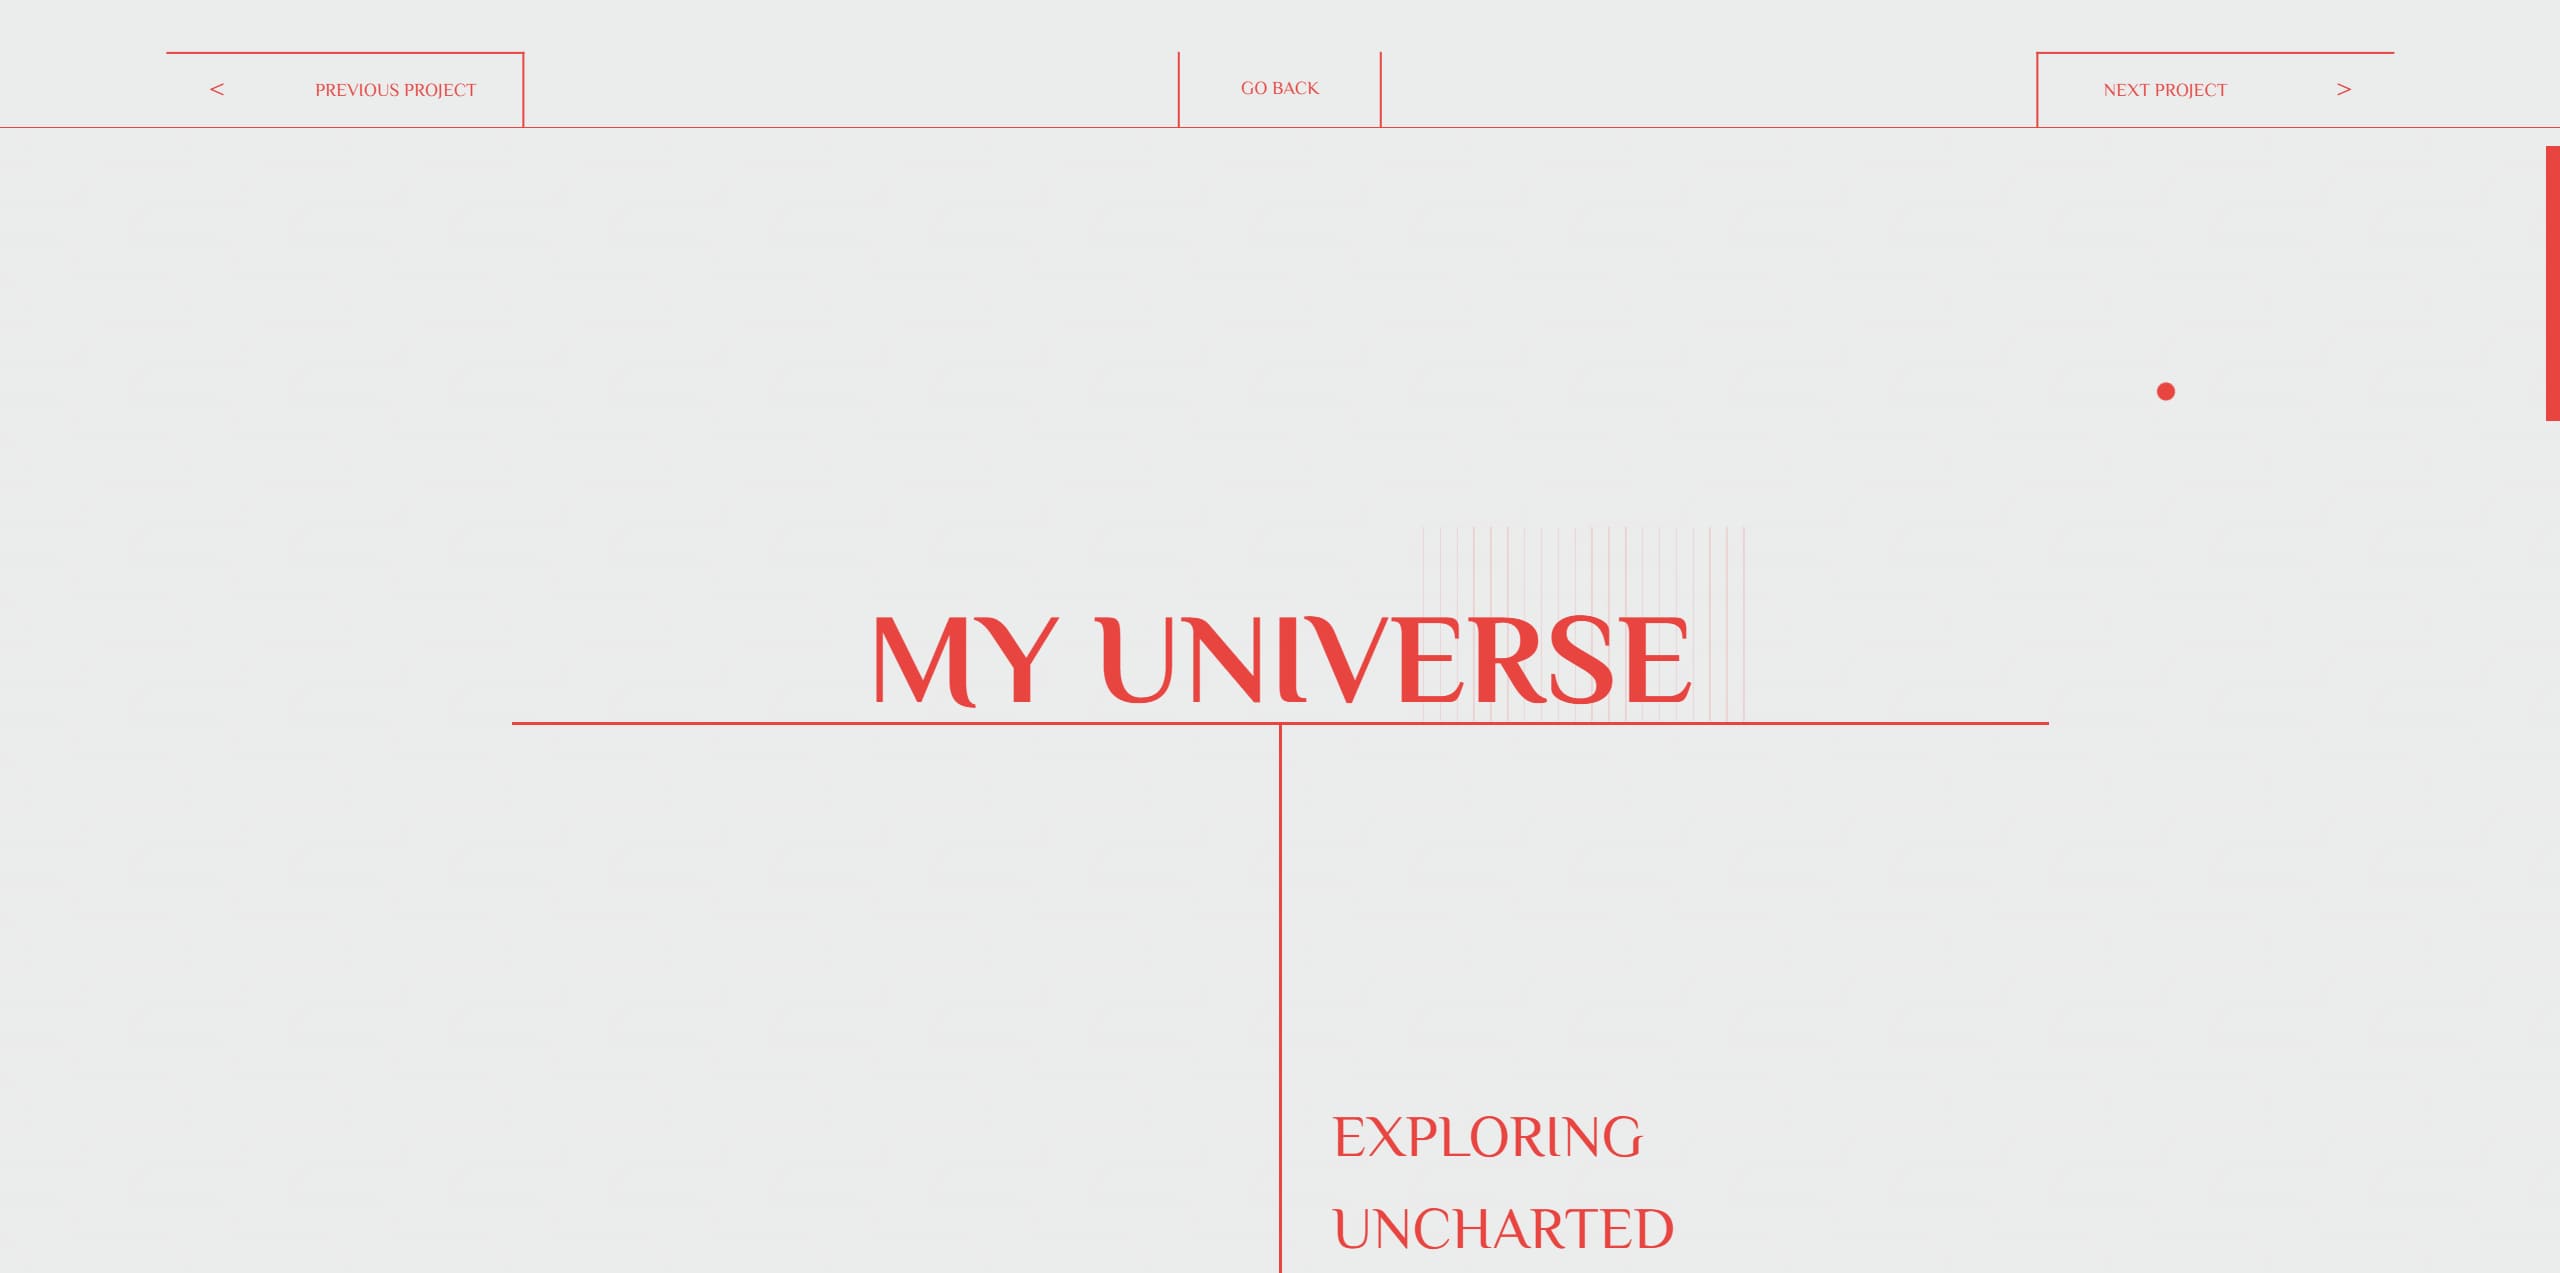 < PREVIOUS PROJECT
GO BACK
NEXT PROJECT >
MY UNIVERSE
EXPLORING
UNCHARTED